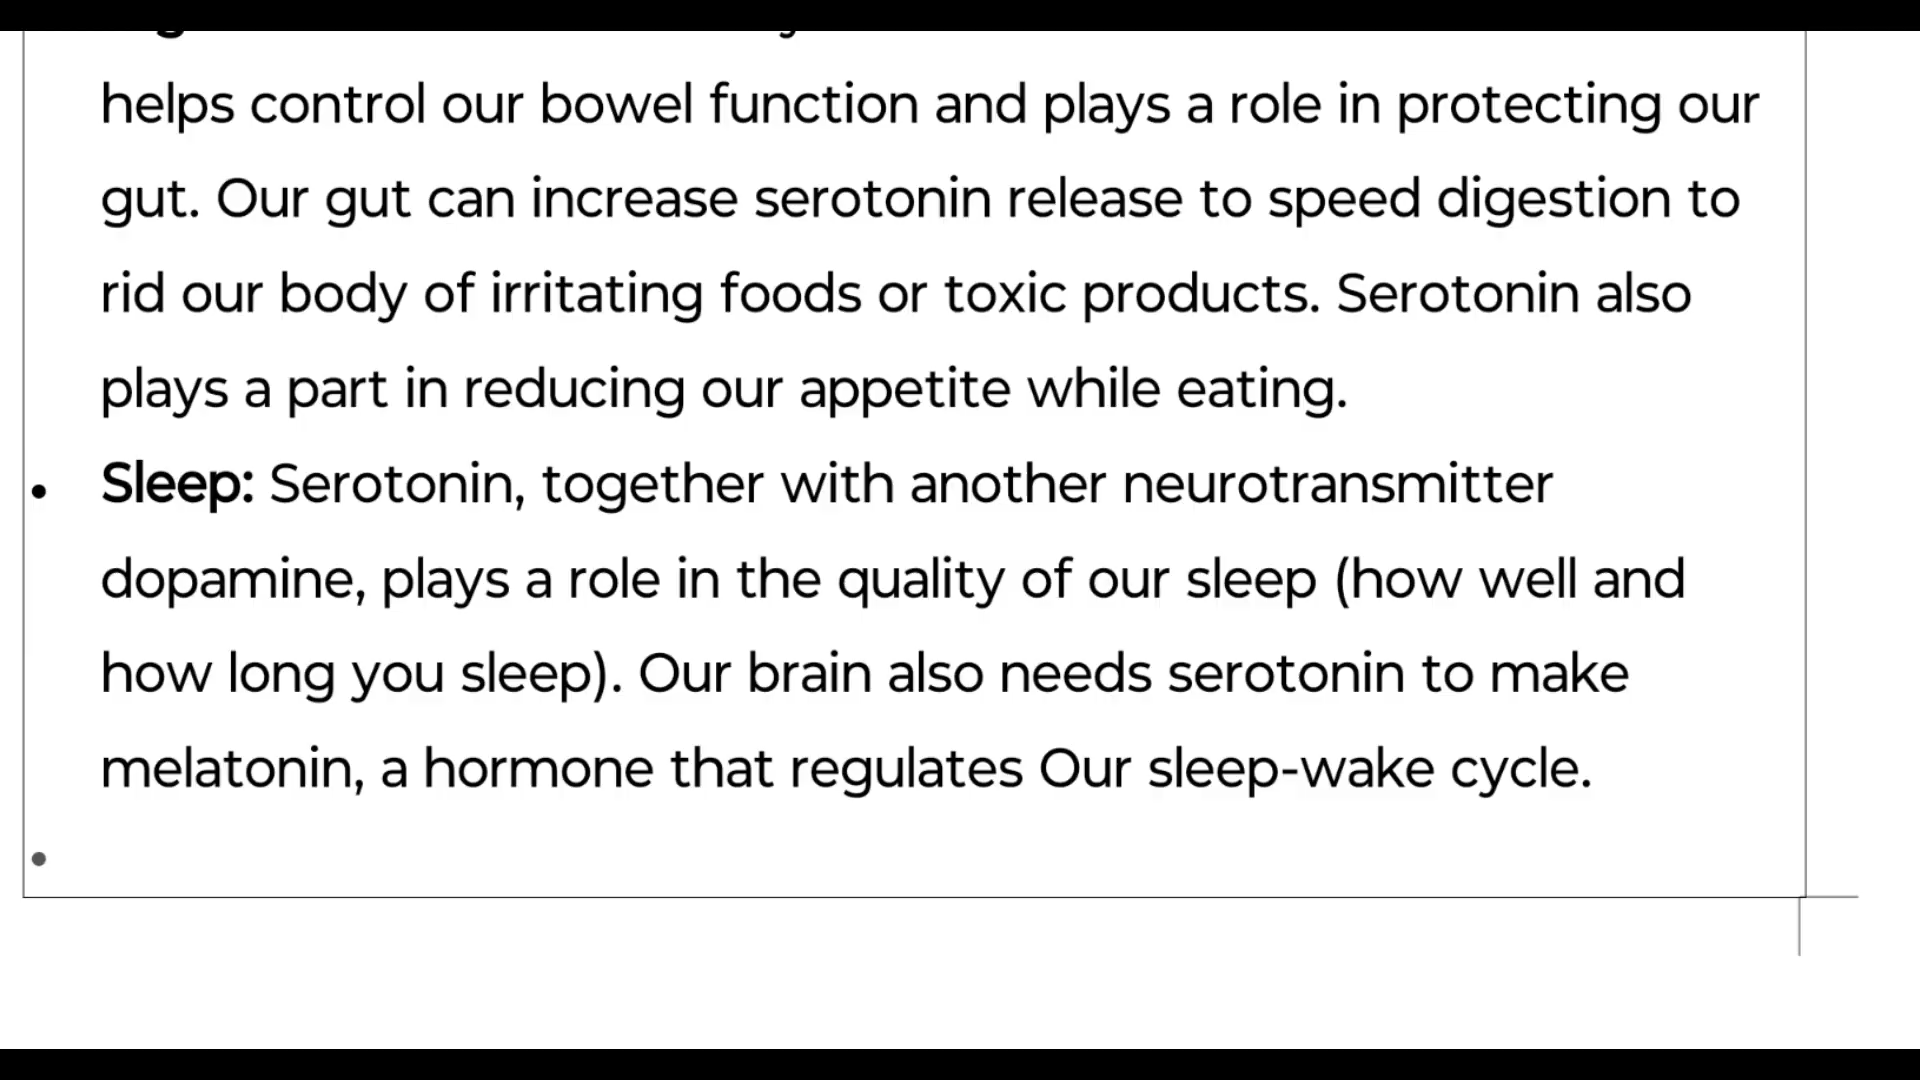 helps control our bowel function and plays a role in protecting our
gut. Our gut can increase serotonin release to speed digestion to
rid our body of irritating foods or toxic products. Serotonin also
plays a part in reducing our appetite while eating.
• Sleep: Serotonin, together with another neurotransmitter
dopamine, plays a role in the quality of our sleep (how well and
how long you sleep). Our brain also needs serotonin to make
melatonin, a hormone that regulates Our sleep-wake cycle.
•